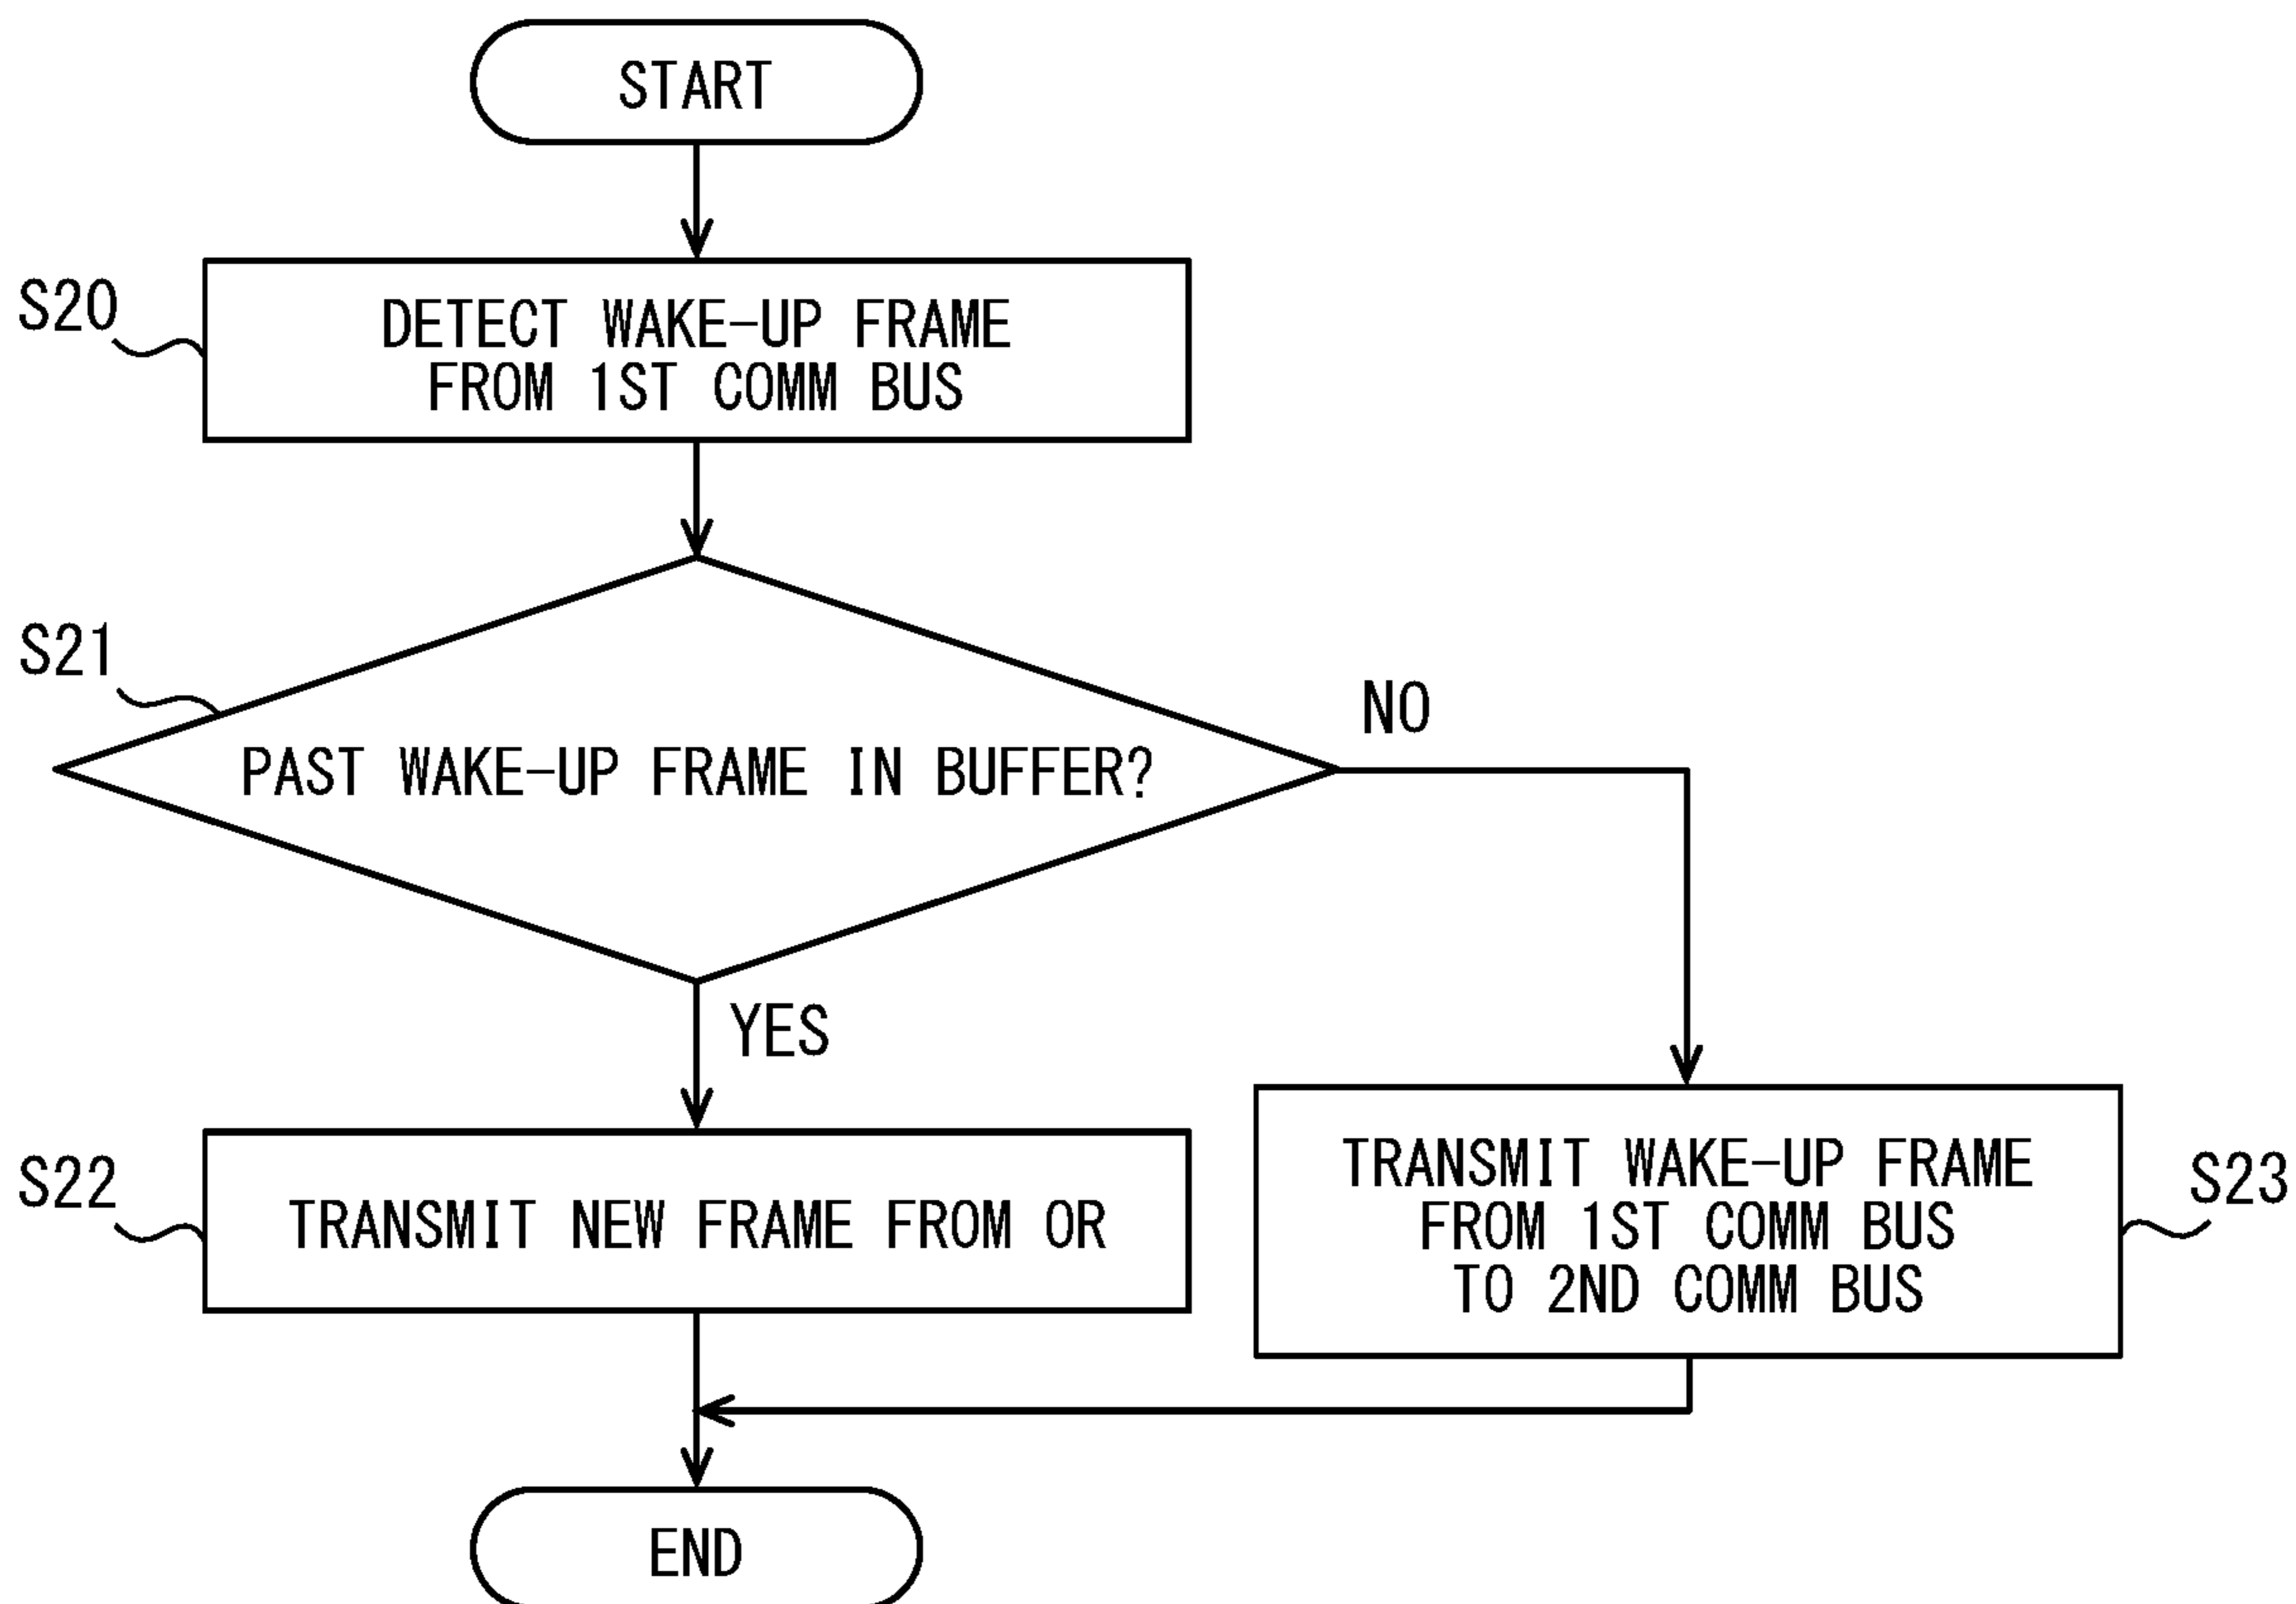 START
S20
DETECT WAKE-UP FRAME
FROM 1ST COMM BUS
S21
PAST WAKE-UP FRAME IN BUFFER?
NO
YES
S22
TRANSMIT NEW FRAME FROM OR
TRANSMIT WAKE-UP FRAME
FROM 1ST COMM BUS
TO 2ND COMM BUS
S23
END